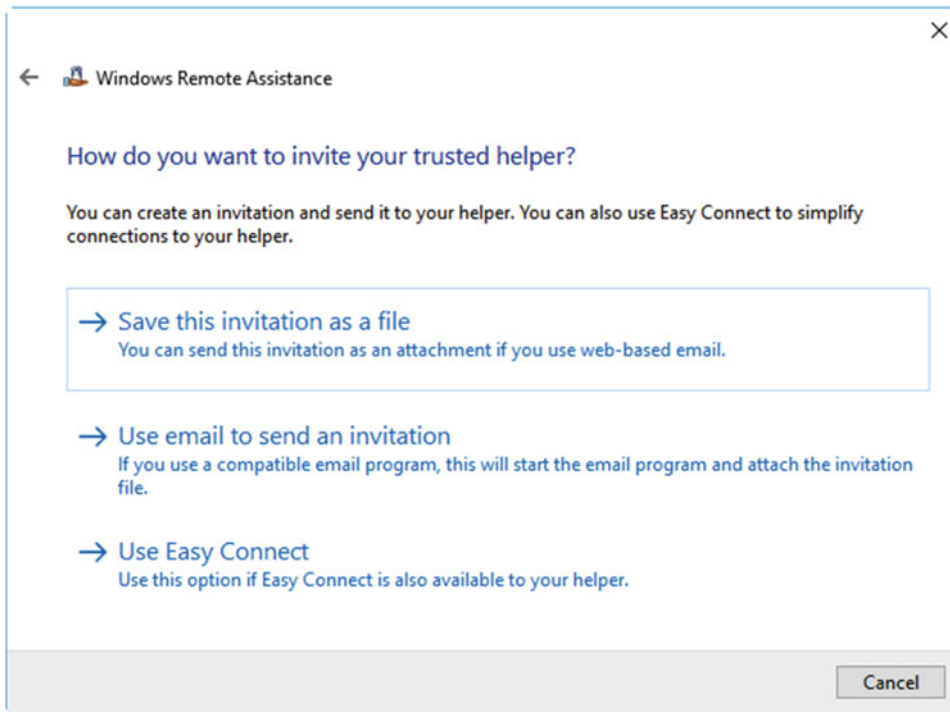 Windows Remote Assistance
How do you want to invite your trusted helper?
You can create an invitation and send it to your helper. You can also use Easy Connect to simplify
connections to your helper.
Save this invitation as a file
You can send this invitation as an attachment if you use web-based email.
Use email to send an invitation
If you use a compatible email program, this will start the email program and attach the invitation
file.
Use Easy Connect
Use this option if Easy Connect is also available to your helper.
Cancel